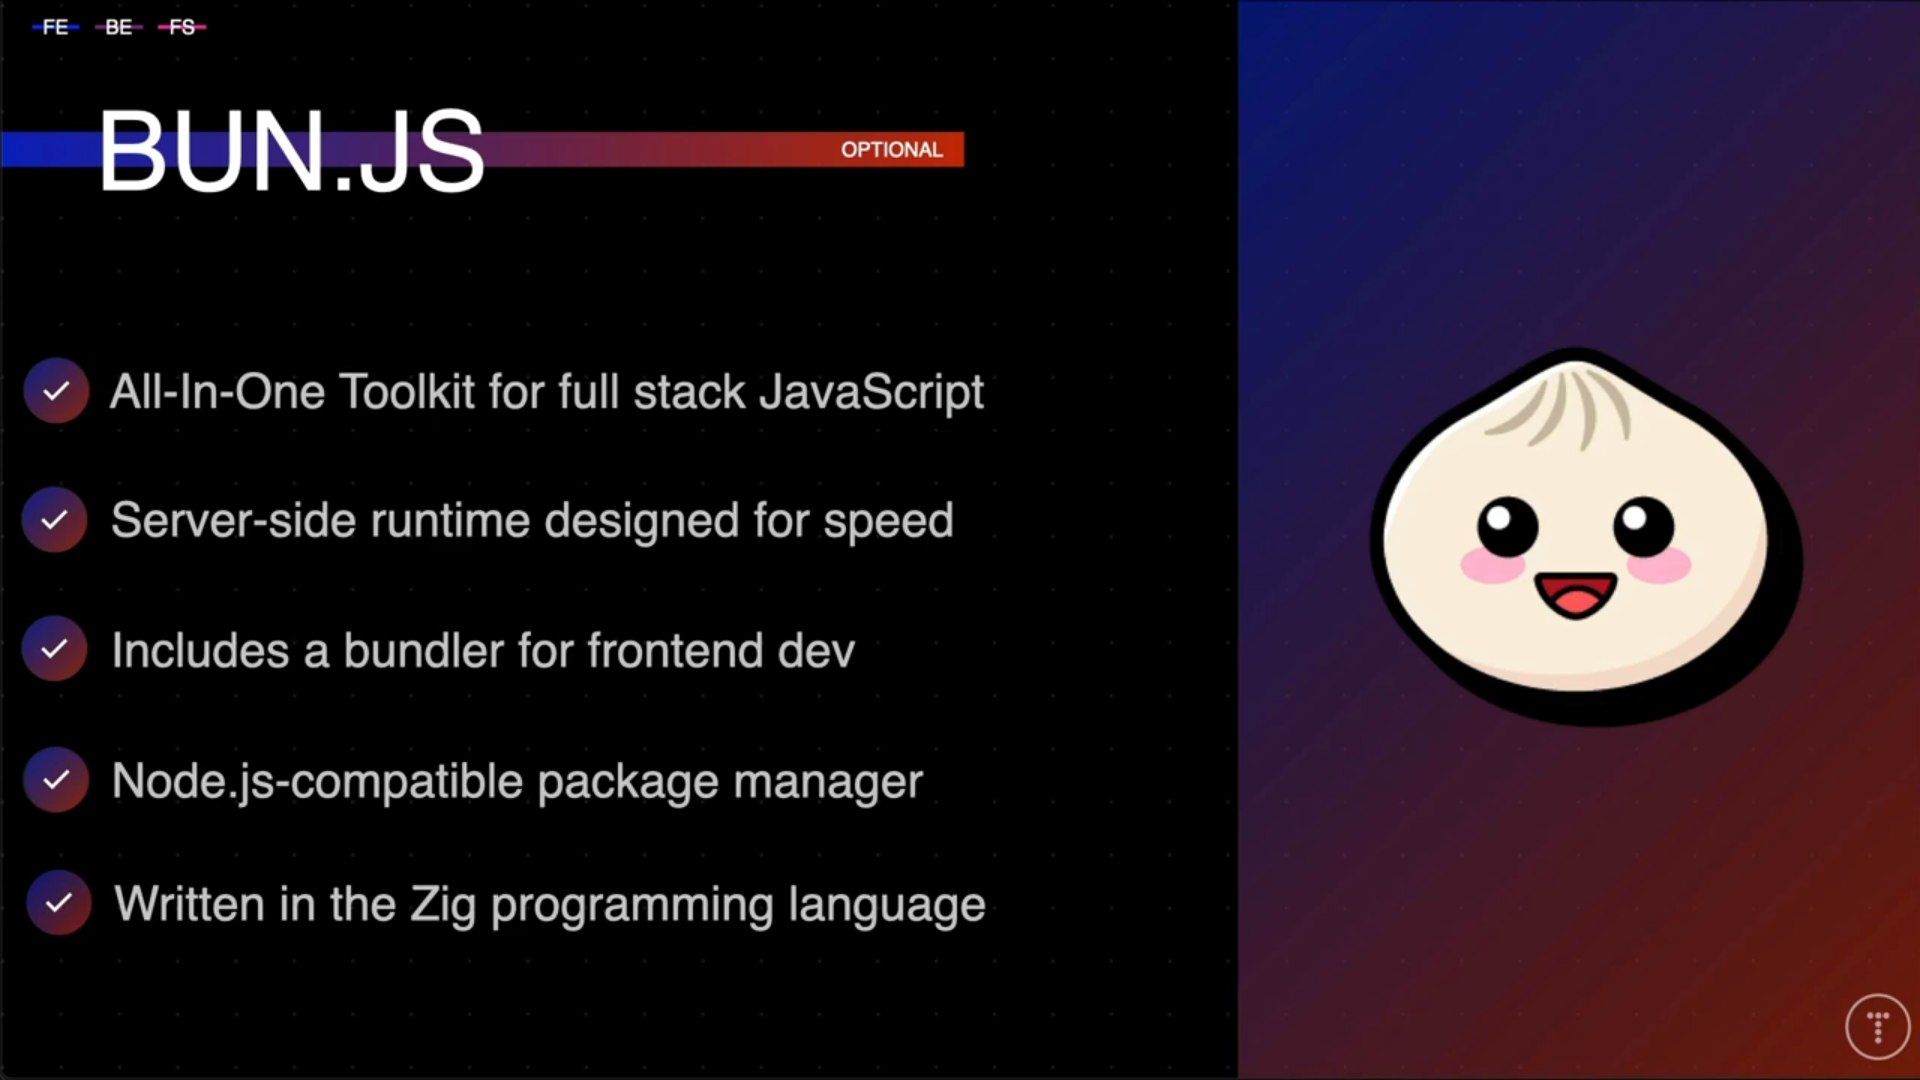 FE BE FS
BUN.JS
OPTIONAL
All-In-One Toolkit for full stack JavaScript
Server-side runtime designed for speed
Includes a bundler for frontend dev
Node.js-compatible package manager
Written in the Zig programming language
T